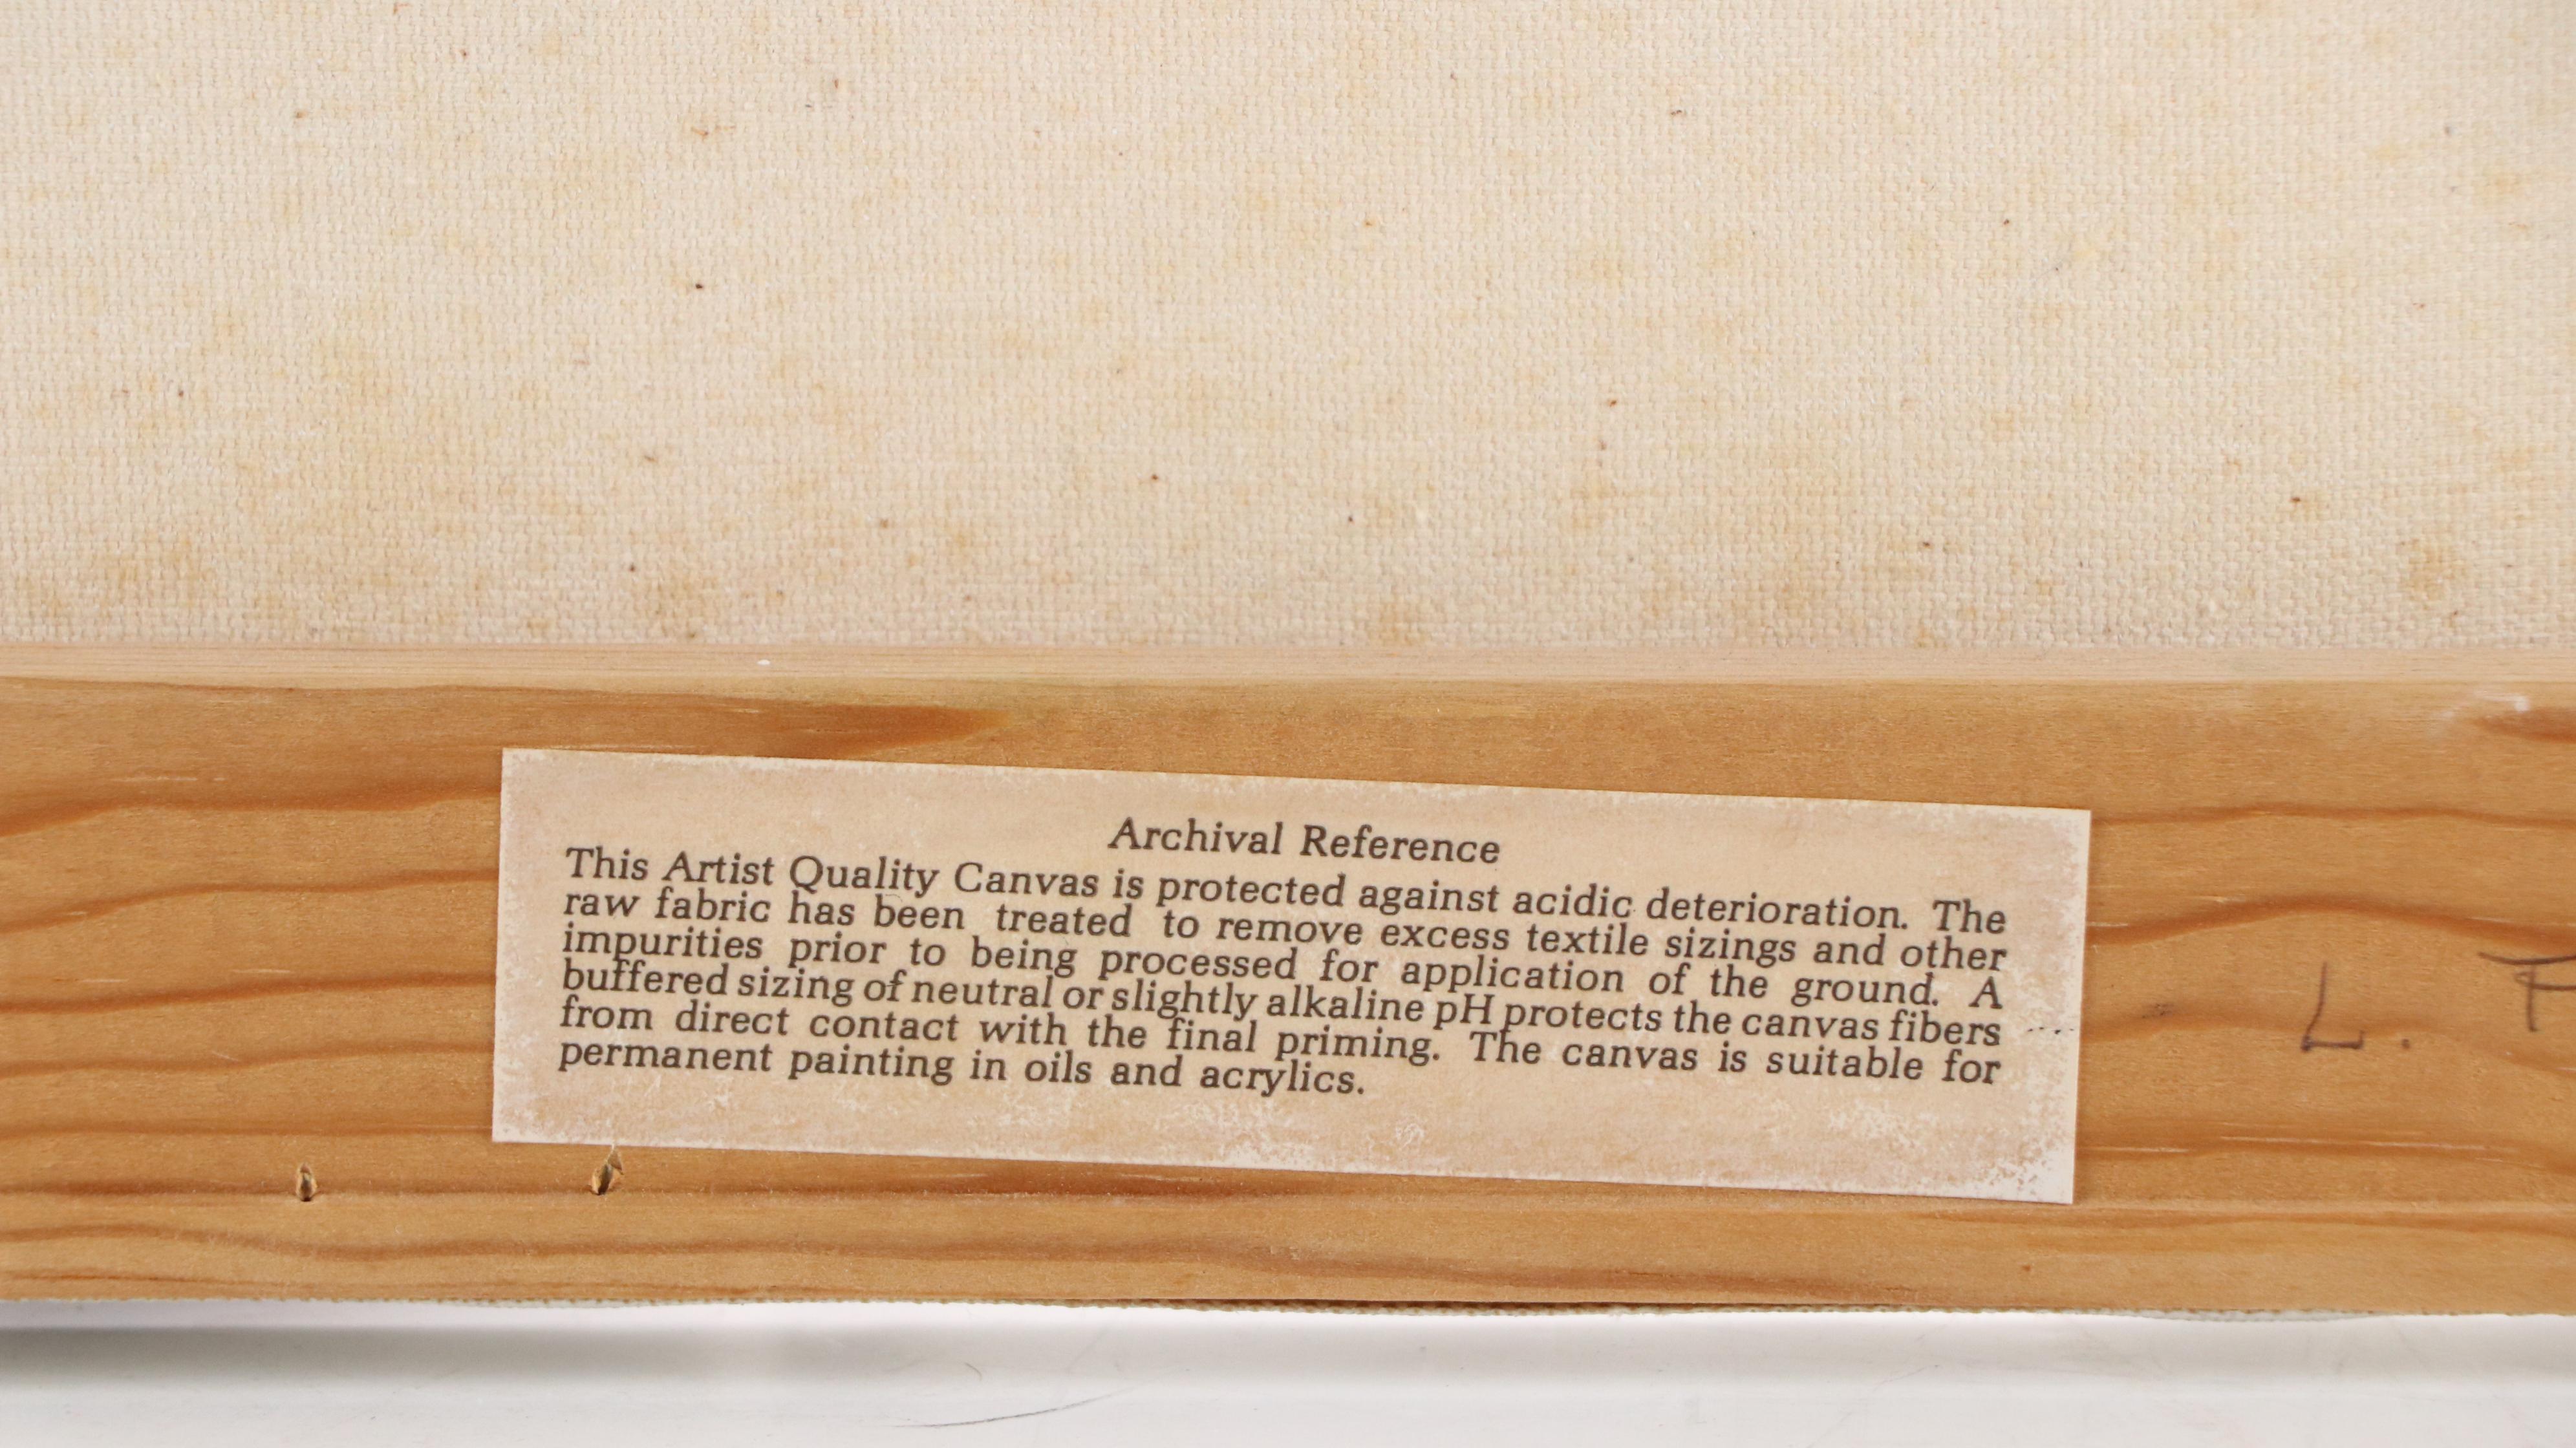 Archival Reference
This Artist Quality Canvas is protected against acidic deterioration. The
raw fabric has been treated to remove excess textile sizings and other
impurities prior to being processed for application of the ground. A
buffered sizing of neutral or slightly alkaline pH protects the canvas fibers
from direct contact with the final priming. The canvas is suitable for
permanent painting in oils and acrylics.
L.